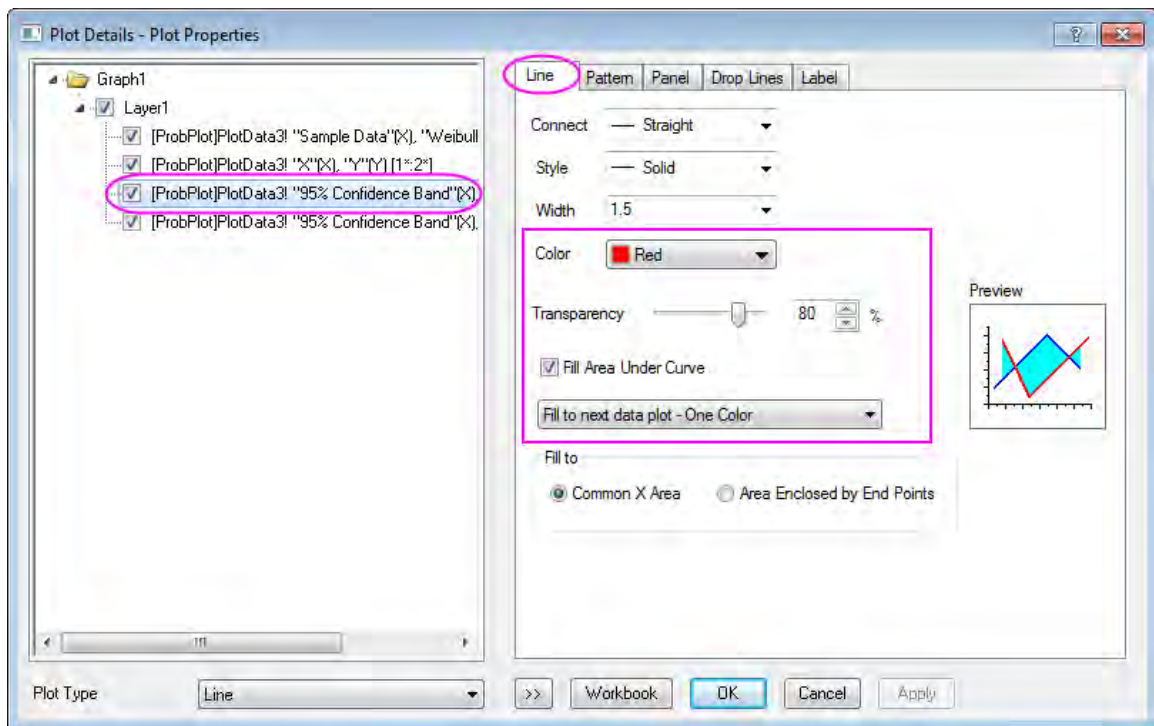 Plot Details - Plot Properties
Graph1
Layer1
[ProbPlot]PlotData3! "Sample Data"(X), "Weibull
[ProbPlot]PlotData3! "X"(X), "Y"(Y) [1*:2*]
[ProbPlot]PlotData3! "95% Confidence Band"(X)
[ProbPlot]PlotData3! "95% Confidence Band"(X),
Plot Type
Line
Line
Pattern
Panel
Drop Lines
Label
Connect
Straight
Style
Solid
Width
1.5
Color
Red
Transparency
80
%
Fill Area Under Curve
Fill to next data plot - One Color
Fill to
Common X Area
Area Enclosed by End Points
Preview
>>
Workbook
OK
Cancel
Apply